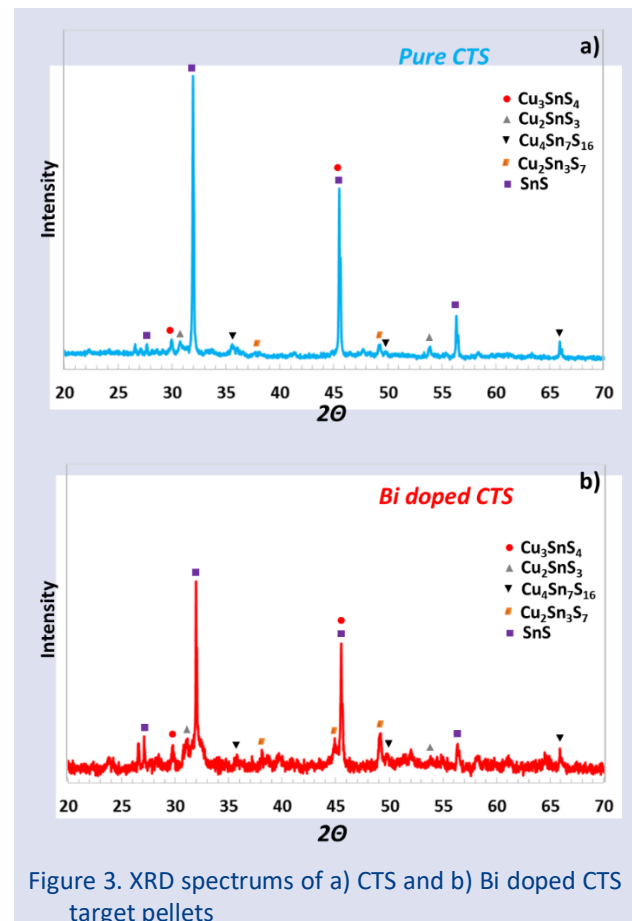 a)
Pure CTS
Cu3SnS4
Cu2SnS3
Cu4Sn7S16
Cu2Sn3S7
SnS
Intensity
20 30 35 40 45 50 55 60 65 70
2Θ
b)
Bi doped CTS
Cu3SnS4
Cu2SnS3
Cu4Sn7S16
Cu2Sn3S7
SnS
Intensity
20 25 30 35 40 45 50 55 60 65 70
2Θ
Figure 3. XRD spectrums of a) CTS and b) Bi doped CTS
target pellets